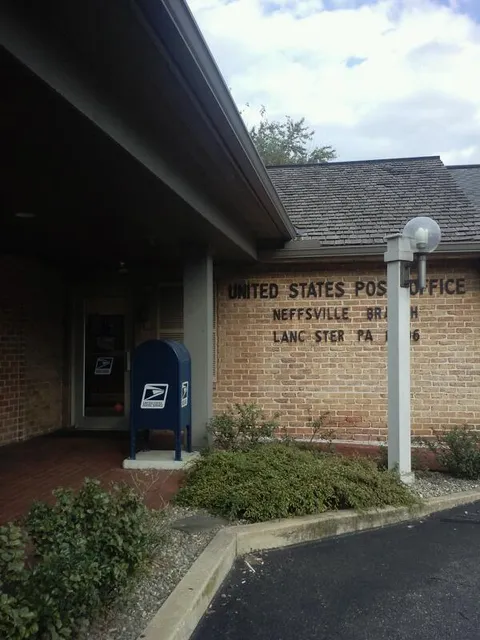 UNITED STATES POS OFFICE
NEFFSVILLE BRA H
LANC STER PA